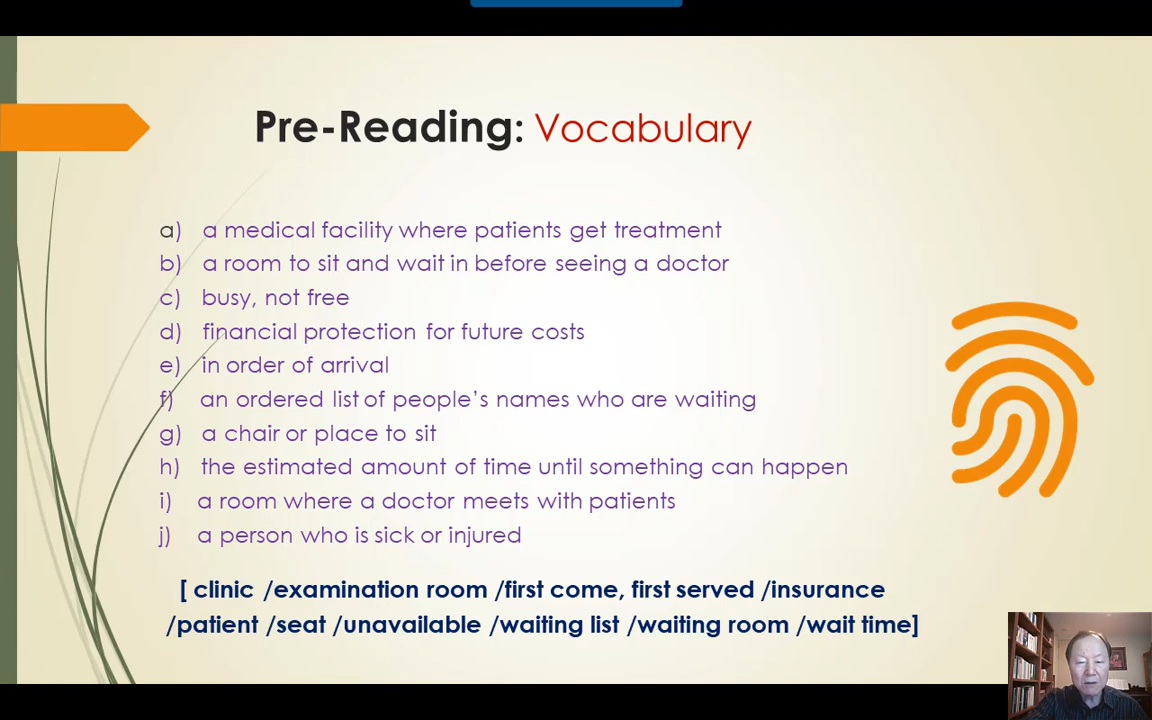 Pre-Reading: Vocabulary
a) a medical facility where patients get treatment
b) a room to sit and wait in before seeing a doctor
c) busy, not free
d) financial protection for future costs
e) in order of arrival
f) an ordered list of people’s names who are waiting
g) a chair or place to sit
h) the estimated amount of time until something can happen
i) a room where a doctor meets with patients
j) a person who is sick or injured
[ clinic /examination room /first come, first served /insurance
/patient /seat /unavailable /waiting list /waiting room /wait time]